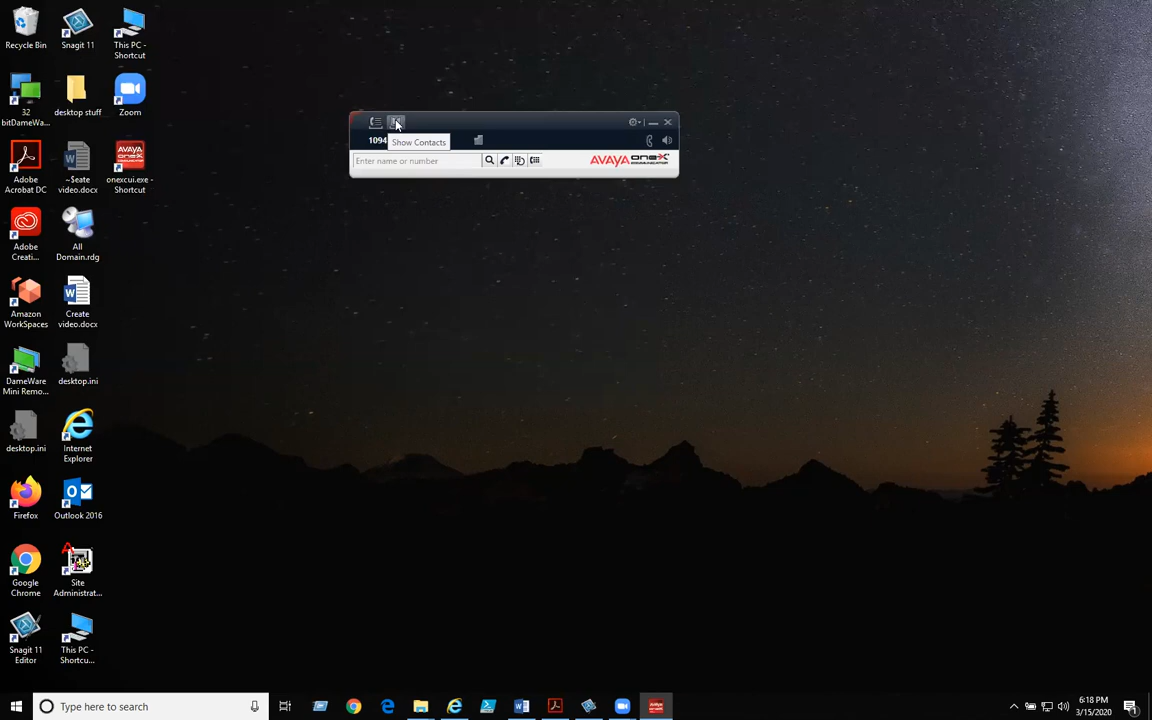 Recycle Bin
Snagit 11
This PC -
Shortcut
32
bitDameWa...
desktop stuff
Zoom
Adobe
Acrobat DC
~$eate
video.docx
onexcui.exe -
Shortcut
Adobe
Creati...
All
Domain.rdg
Amazon
WorkSpaces
Create
video.docx
DameWare
Mini Remo...
desktop.ini
desktop.ini
Internet
Explorer
Firefox
Outlook 2016
Google
Chrome
Site
Administrat...
Snagit 11
Editor
This PC -
Shortcu...
1094
Show Contacts
Enter name or number
AVAYA one-X
COMMUNICATOR
Type here to search
6:18 PM
3/15/2020